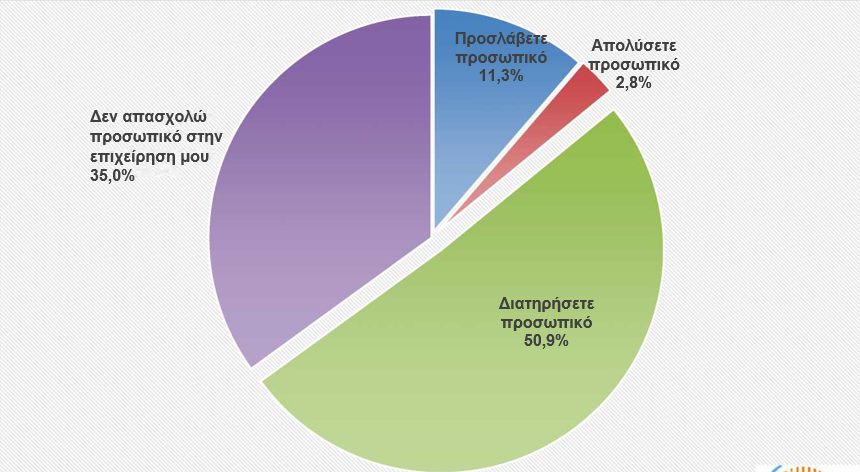 Προσλάβετε
προσωπικό
11,3%
Απολύσετε
προσωπικό
2,8%
Διατηρήσετε
προσωπικό
50,9%
Δεν απασχολώ
προσωπικό στην
επιχείρηση μου
35,0%